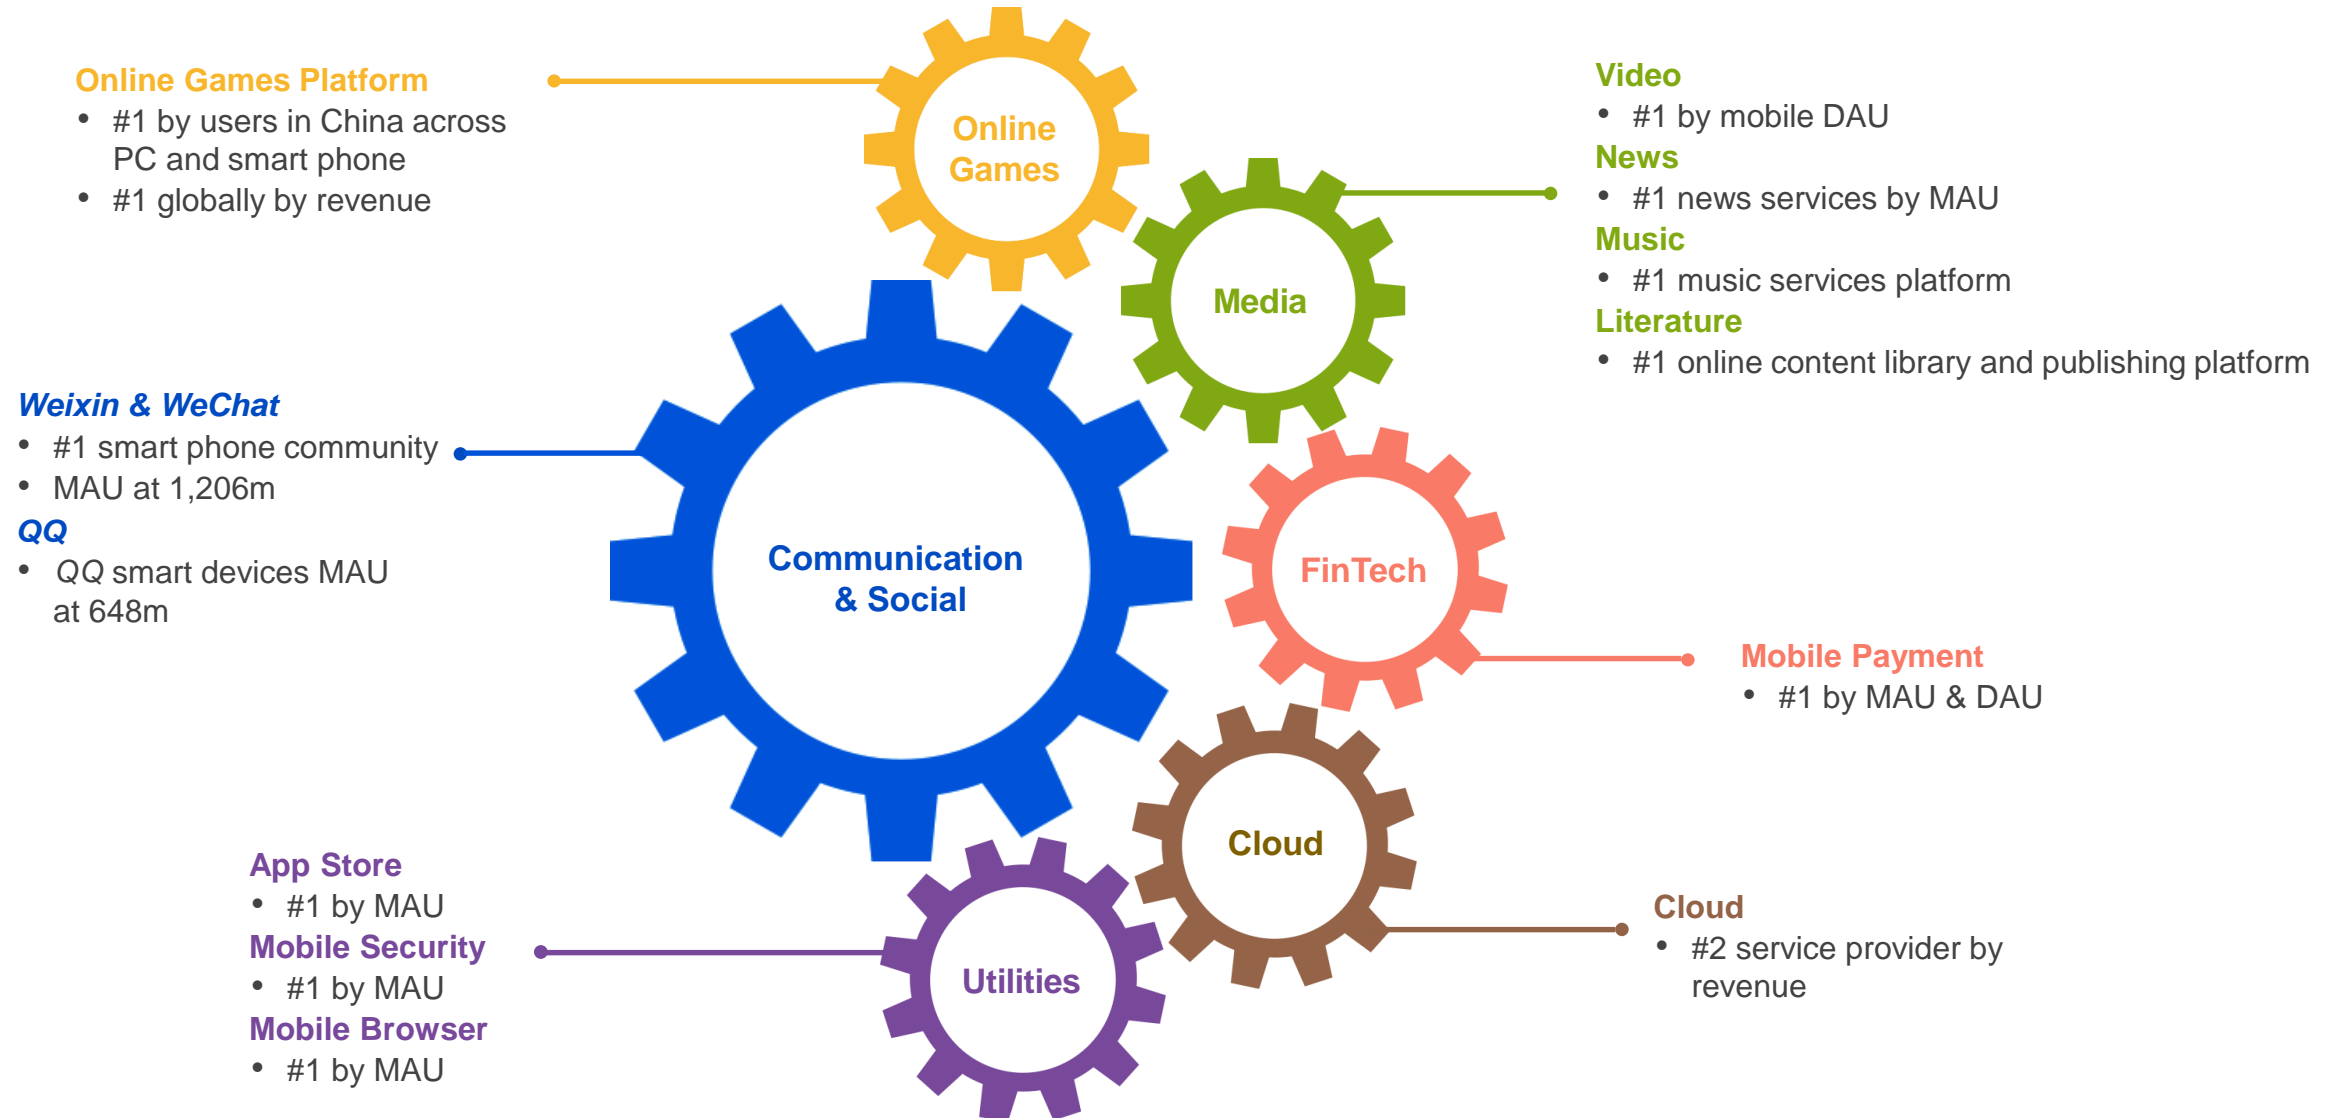 Online Games Platform
• #1 by users in China across
PC and smart phone
• #1 globally by revenue
Online
Games
Video
• #1 by mobile DAU
News
• #1 news services by MAU
Music
• #1 music services platform
Literature
• #1 online content library and publishing platform
Media
Weixin & WeChat
• #1 smart phone community
• MAU at 1,206m
QQ
• QQ smart devices MAU
at 648m
Communication
& Social
FinTech
Mobile Payment
• #1 by MAU & DAU
Cloud
Cloud
• #2 service provider by
revenue
App Store
• #1 by MAU
Mobile Security
• #1 by MAU
Mobile Browser
• #1 by MAU
Utilities